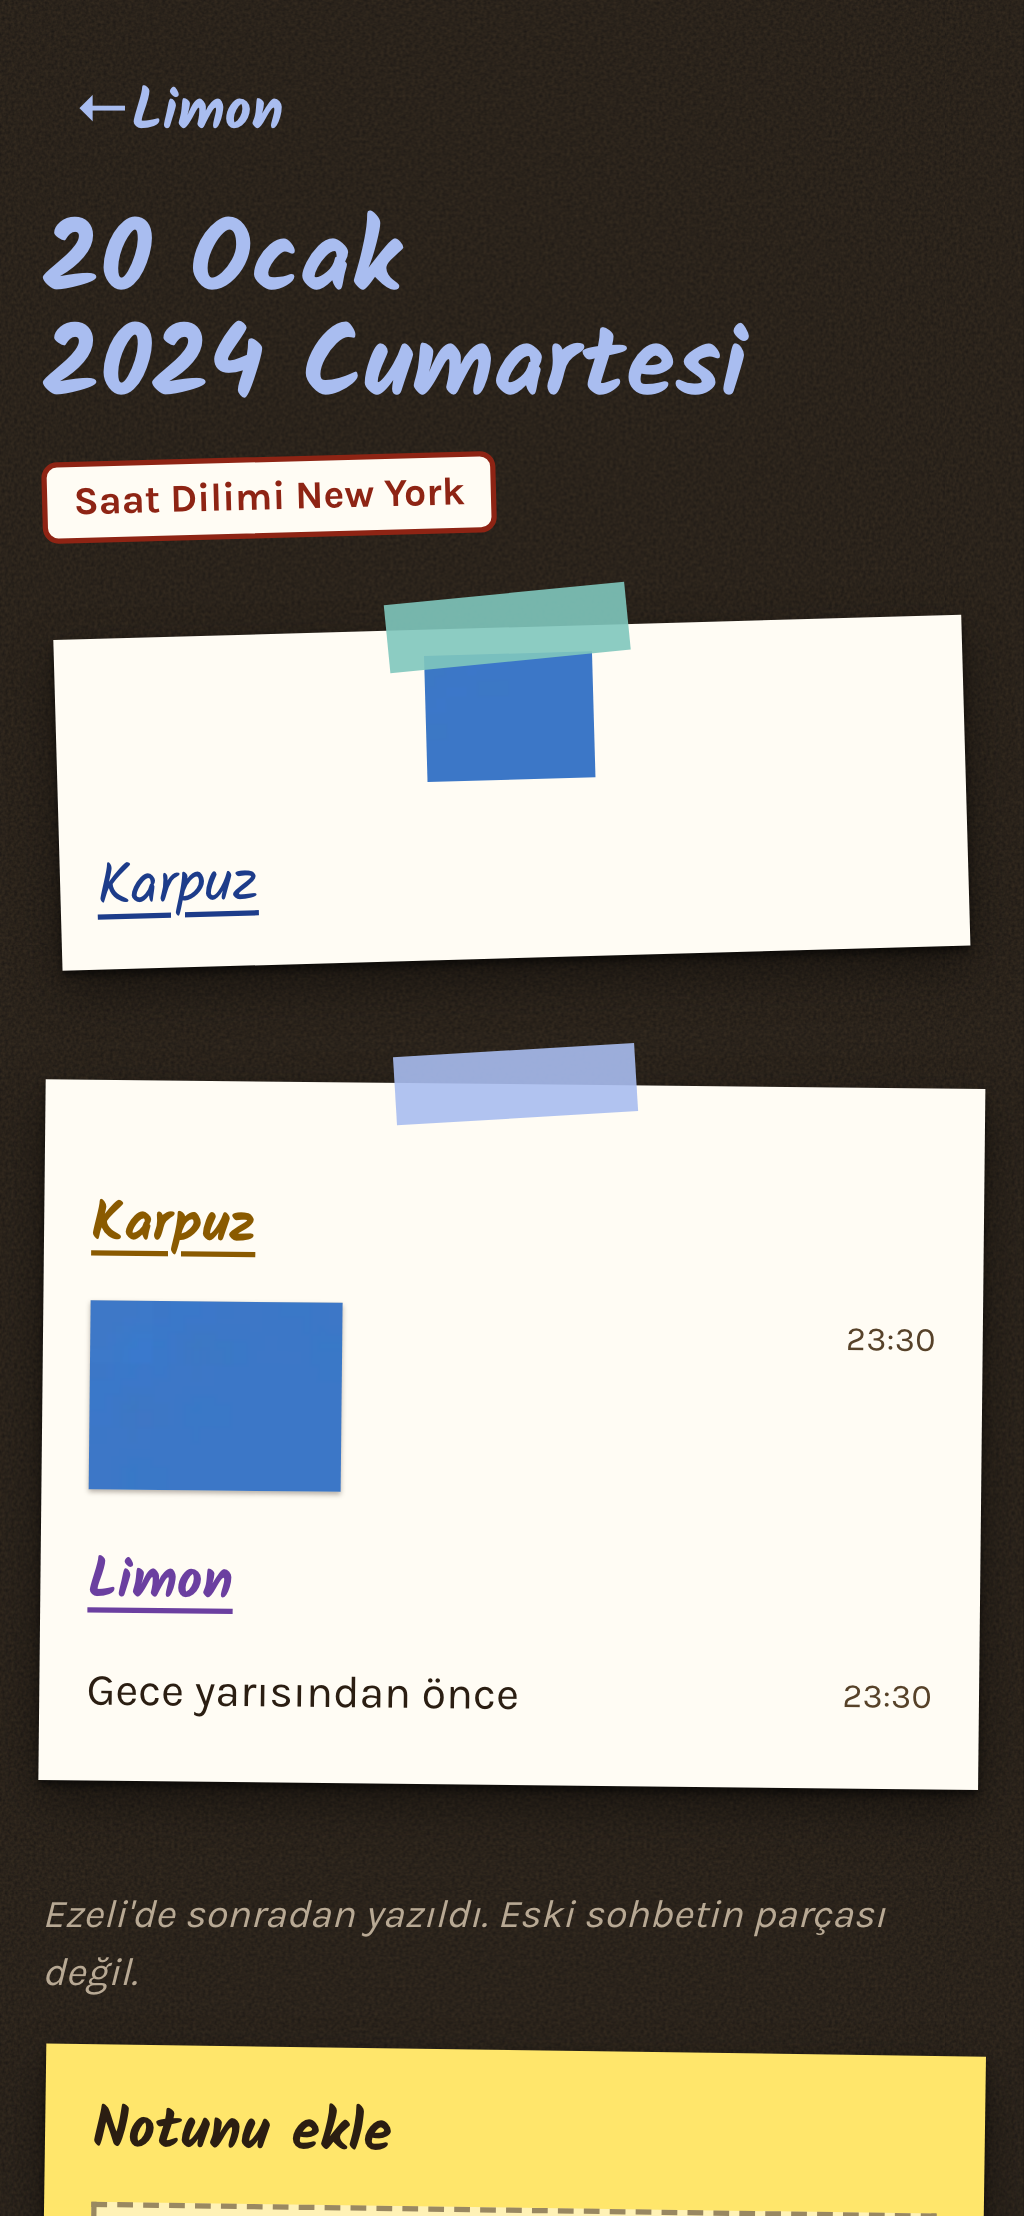 ←Limon
20 Ocak
2024 Cumartesi
Saat Dilimi New York
Karpuz
Karpuz
23:30
Limon
Gece yarısından önce 23:30
Ezeli'de sonradan yazıldı. Eski sohbetin parçası
değil.
Notunu ekle